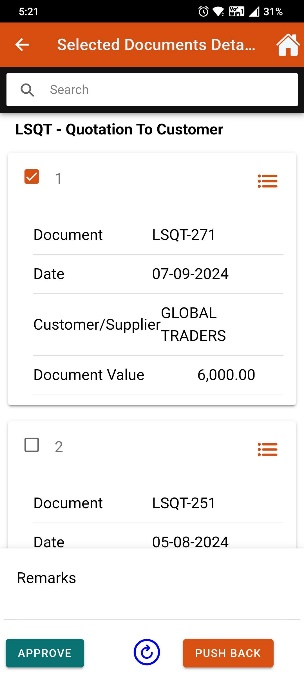 5:21
31%
Selected Documents Deta...
Search
LSQT - Quotation To Customer
1
Document LSQT-271
Date 07-09-2024
Customer/Supplier GLOBAL
TRADERS
Document Value 6,000.00
2
Document LSQT-251
Date 05-08-2024
Remarks
APPROVE
PUSH BACK